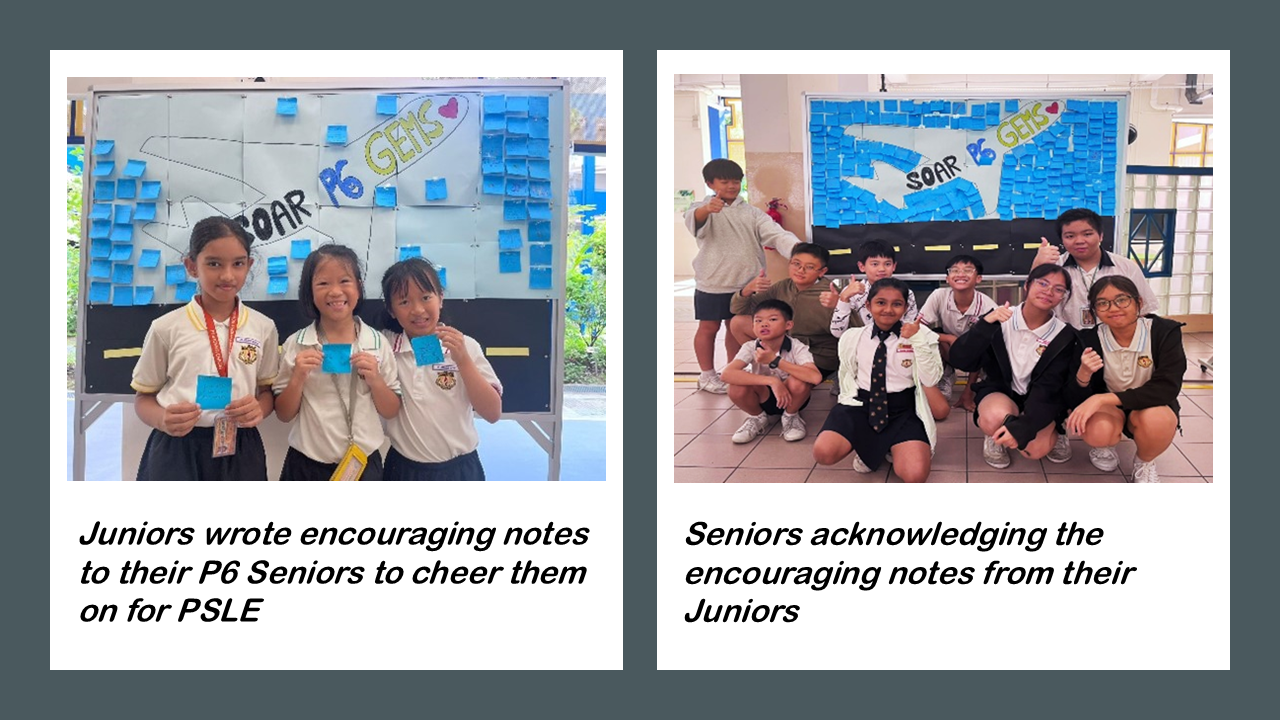 SOAR P6 GEMS
Juniors wrote encouraging notes
to their P6 Seniors to cheer them
on for PSLE
SOAR P6 GEMS
Seniors acknowledging the
encouraging notes from their
Juniors